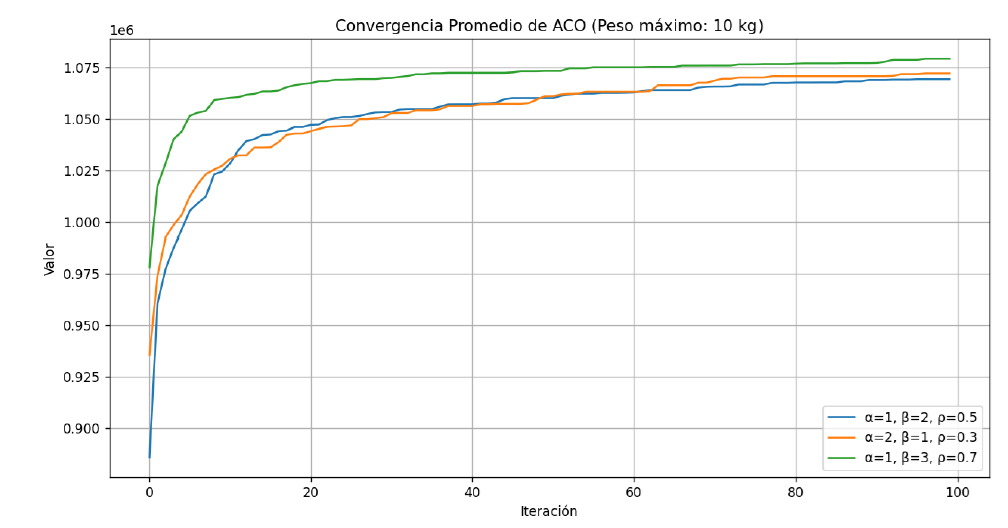 Convergencia Promedio de ACO (Peso máximo: 10 kg)
1e6
1.075
1.050
1.025
1.000
0.975
0.950
0.925
0.900
Valor
0 20 40 60 80 100
Iteración
α=1, β=2, ρ=0.5
α=2, β=1, ρ=0.3
α=1, β=3, ρ=0.7